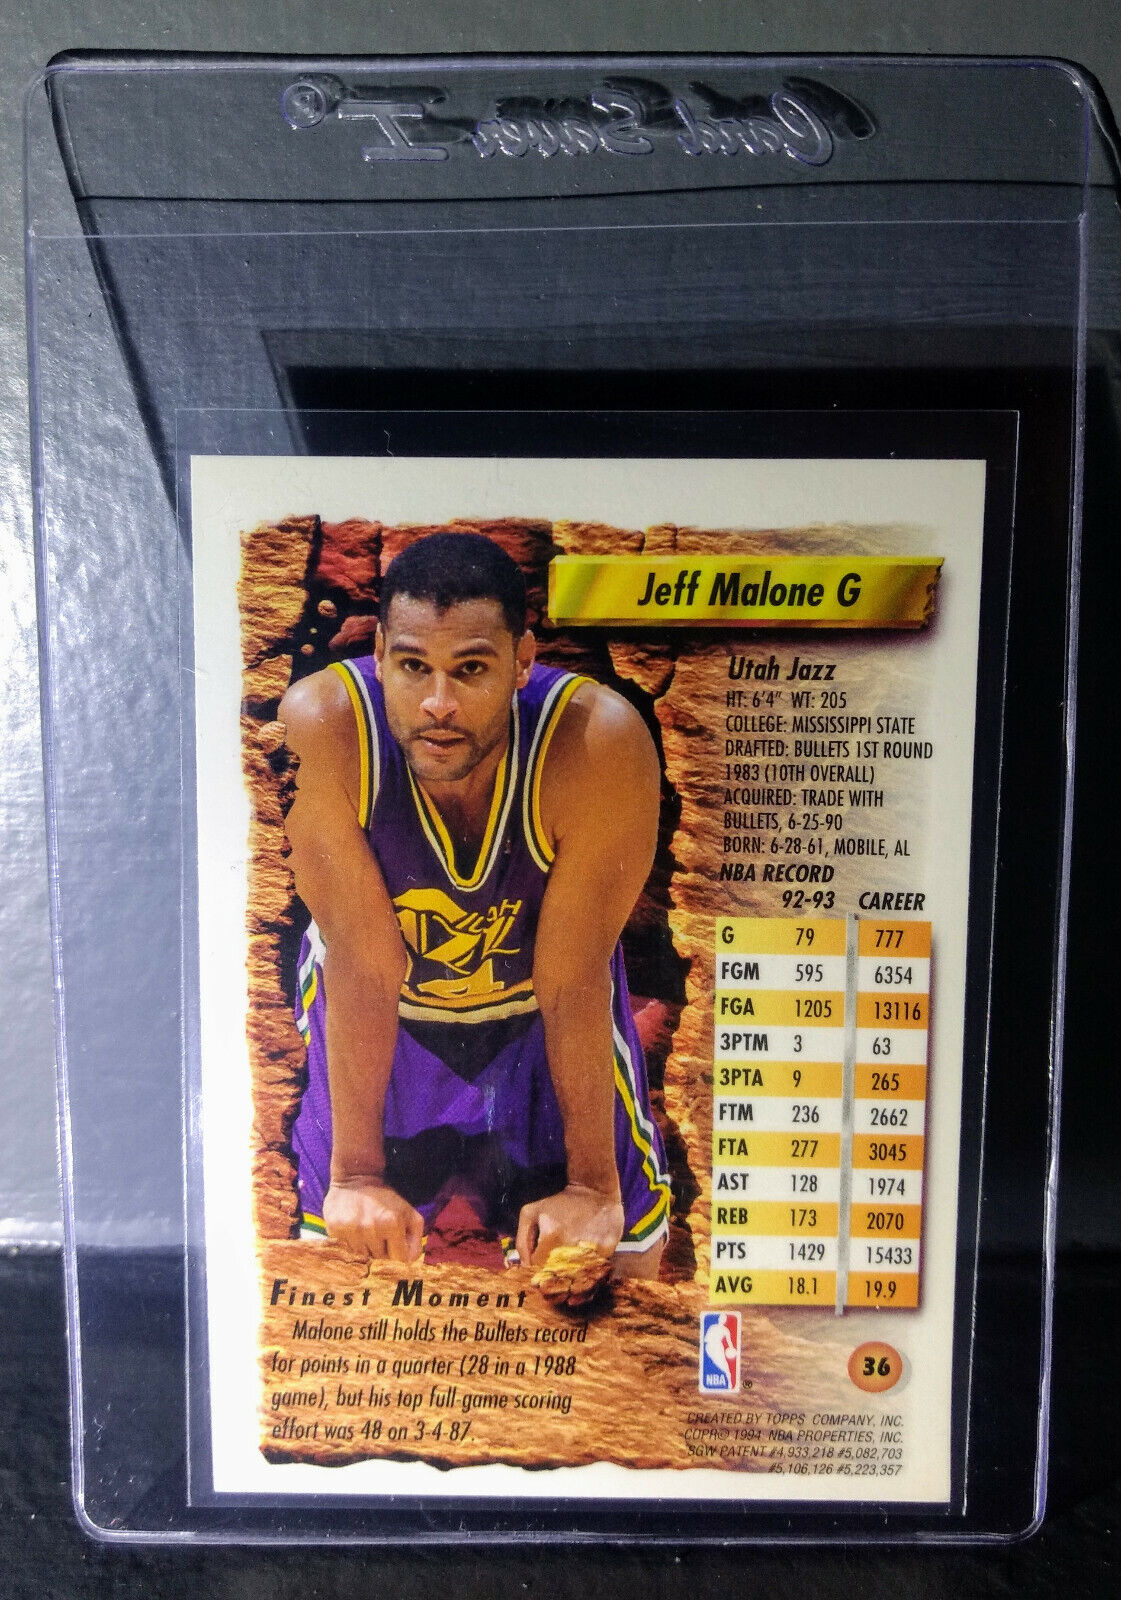 Card Saver I®
Jeff Malone G
Utah Jazz
HT: 6'4" WT: 205
COLLEGE: MISSISSIPPI STATE
DRAFTED: BULLETS 1ST ROUND
1983 (10TH OVERALL)
ACQUIRED: TRADE WITH
BULLETS, 6-25-90
BORN: 6-28-61, MOBILE, AL
NBA RECORD
92-93 CAREER
G 79 777
FGM 595 6354
FGA 1205 13116
3PTM 3 63
3PTA 9 265
FTM 236 2662
FTA 277 3045
AST 128 1974
REB 173 2070
PTS 1429 15433
AVG 18.1 19.9
UTAH
Finest Moment
Malone still holds the Bullets record
for points in a quarter (28 in a 1988
game), but his top full-game scoring
effort was 48 on 3-4-87.
NBA ®
36
CREATED BY TOPPS COMPANY, INC.
COPR© 1994 NBA PROPERTIES, INC.
SGW PATENT #4,933,218 #5,082,703
#5,106,126 #5,223,357